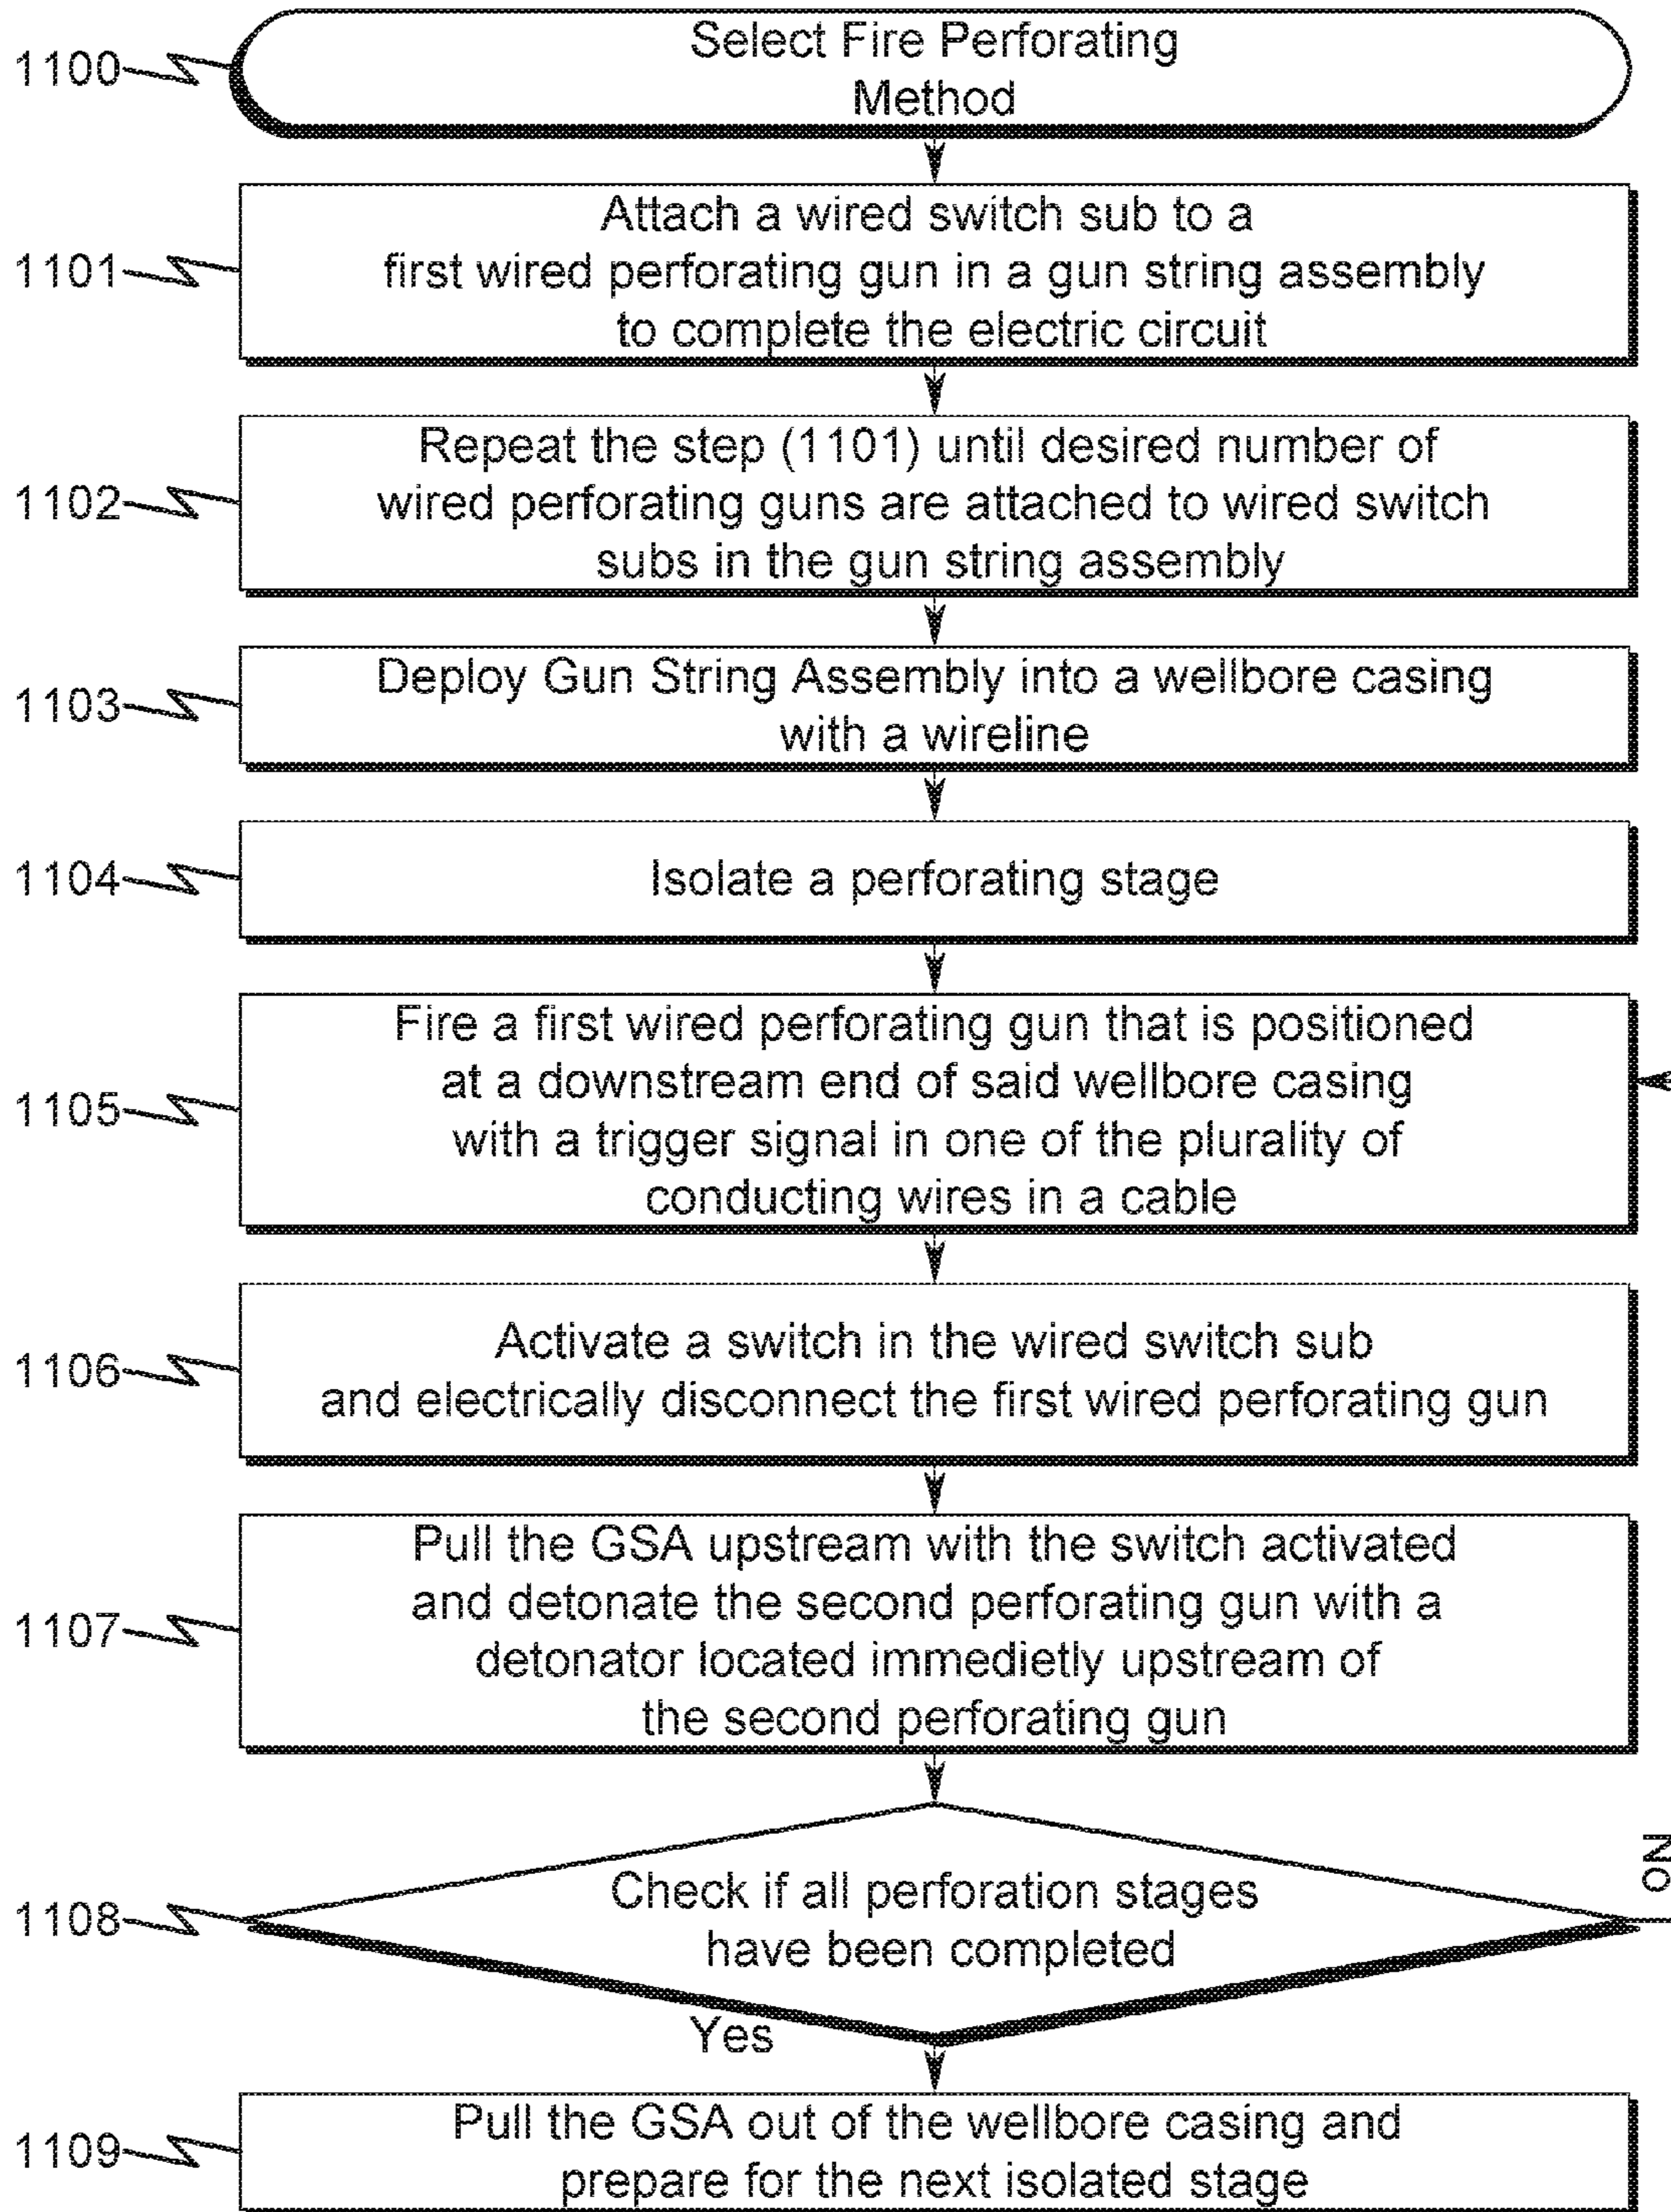 1100
Select Fire Perforating
Method
1101
Attach a wired switch sub to a
first wired perforating gun in a gun string assembly
to complete the electric circuit
1102
Repeat the step (1101) until desired number of
wired perforating guns are attached to wired switch
subs in the gun string assembly
1103
Deploy Gun String Assembly into a wellbore casing
with a wireline
1104
Isolate a perforating stage
1105
Fire a first wired perforating gun that is positioned
at a downstream end of said wellbore casing
with a trigger signal in one of the plurality of
conducting wires in a cable
1106
Activate a switch in the wired switch sub
and electrically disconnect the first wired perforating gun
1107
Pull the GSA upstream with the switch activated
and detonate the second perforating gun with a
detonator located immedietly upstream of
the second perforating gun
1108
Check if all perforation stages
have been completed
No
Yes
1109
Pull the GSA out of the wellbore casing and
prepare for the next isolated stage